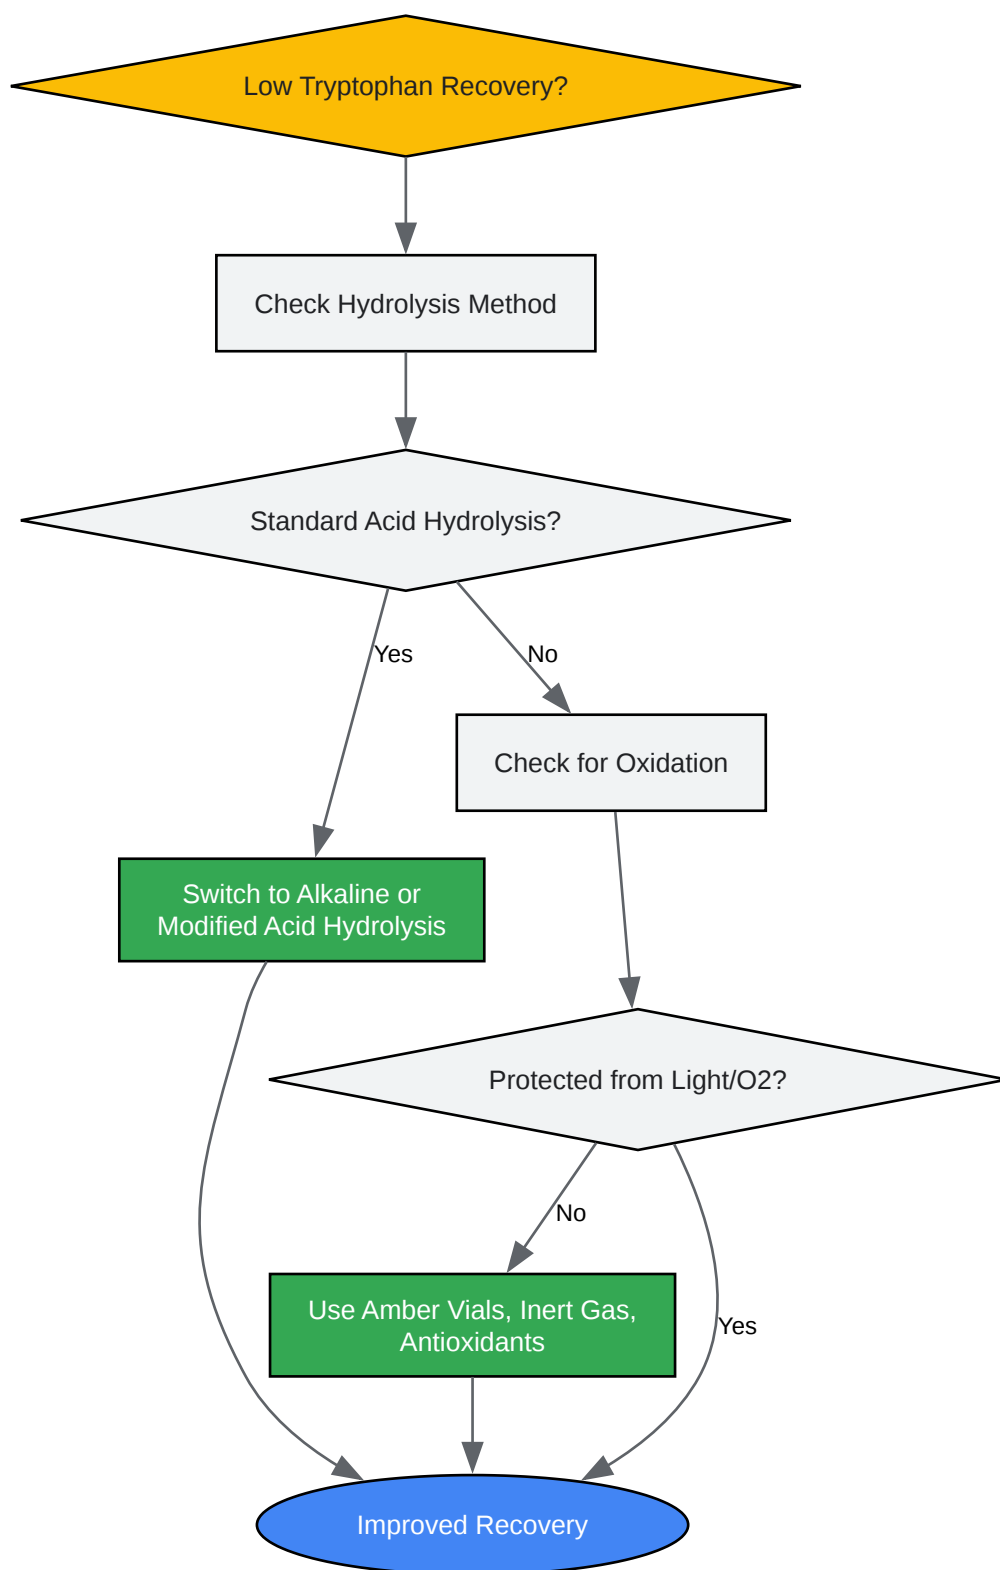 Low Tryptophan Recovery?
Check Hydrolysis Method
Standard Acid Hydrolysis?
Yes
No
Check for Oxidation
Switch to Alkaline or
Modified Acid Hydrolysis
Protected from Light/O2?
No
Use Amber Vials, Inert Gas,
Antioxidants
Yes
Improved Recovery